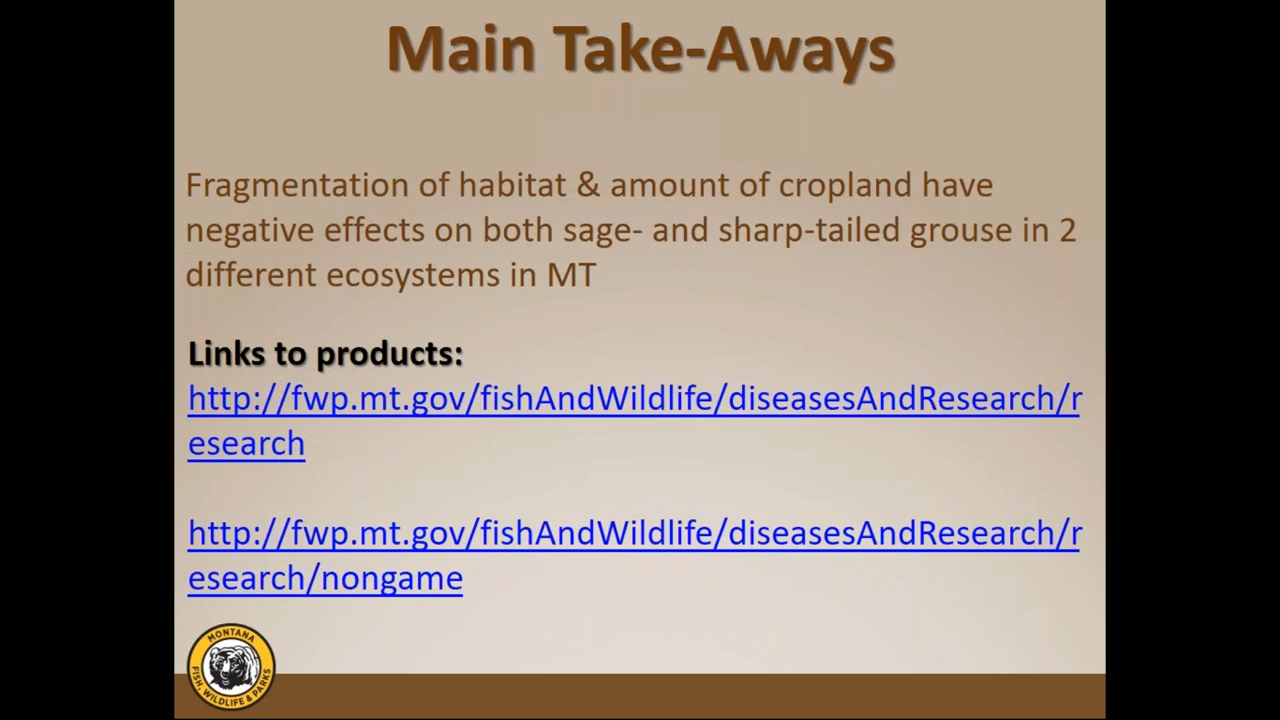 Main Take-Aways
Fragmentation of habitat & amount of cropland have
negative effects on both sage- and sharp-tailed grouse in 2
different ecosystems in MT
Links to products:
http://fwp.mt.gov/fishAndWildlife/diseasesAndResearch/r
esearch
http://fwp.mt.gov/fishAndWildlife/diseasesAndResearch/r
esearch/nongame
MONTANA
FISH, WILDLIFE & PARKS